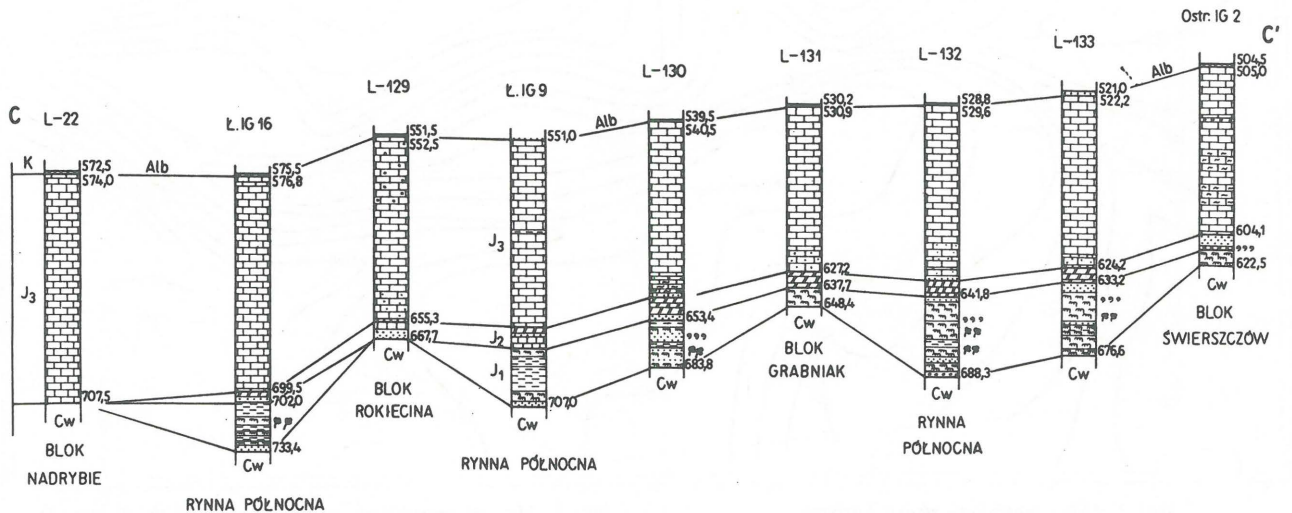 Ostr. IG 2
C'
L-133
L-132
L-131
L-130
Ł. IG 9
L-129
Ł. IG 16
C
L-22
K
572,5
574,0
Alb
575,5
576,8
551,5
552,5
551,0
Alb
539,5
540,5
530,2
530,9
528,8
529,6
521,0
522,2
Alb
504,5
505,0
J3
707,5
Cw
BLOK
NADRYBIE
699,5
702,0
733,4
Cw
RYNNA PÓŁNOCNA
655,3
667,7
Cw
BLOK
ROKIECINA
J3
J2
J1
707,0
Cw
RYNNA PÓŁNOCNA
653,4
683,8
Cw
627,2
637,7
648,4
Cw
BLOK
GRABNIAK
641,8
688,3
Cw
RYNNA
PÓŁNOCNA
624,2
633,2
676,6
Cw
604,1
622,5
Cw
BLOK
ŚWIERSZCZÓW